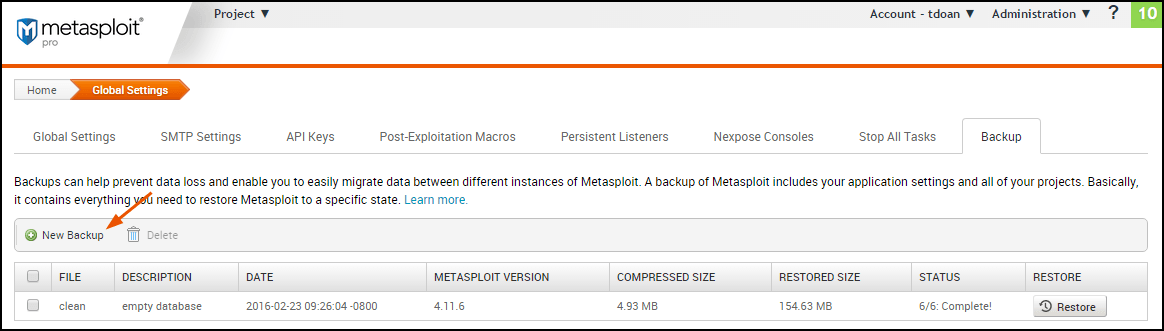 Project ▼ Account - tdoan ▼ Administration ▼ ? 10
metasploit®
pro
Home Global Settings
Global Settings SMTP Settings API Keys Post-Exploitation Macros Persistent Listeners Nexpose Consoles Stop All Tasks Backup
Backups can help prevent data loss and enable you to easily migrate data between different instances of Metasploit. A backup of Metasploit includes your application settings and all of your projects. Basically,
it contains everything you need to restore Metasploit to a specific state. Learn more.
New Backup Delete
FILE DESCRIPTION DATE METASPLOIT VERSION COMPRESSED SIZE RESTORED SIZE STATUS RESTORE
clean empty database 2016-02-23 09:26:04 -0800 4.11.6 4.93 MB 154.63 MB 6/6: Complete! Restore